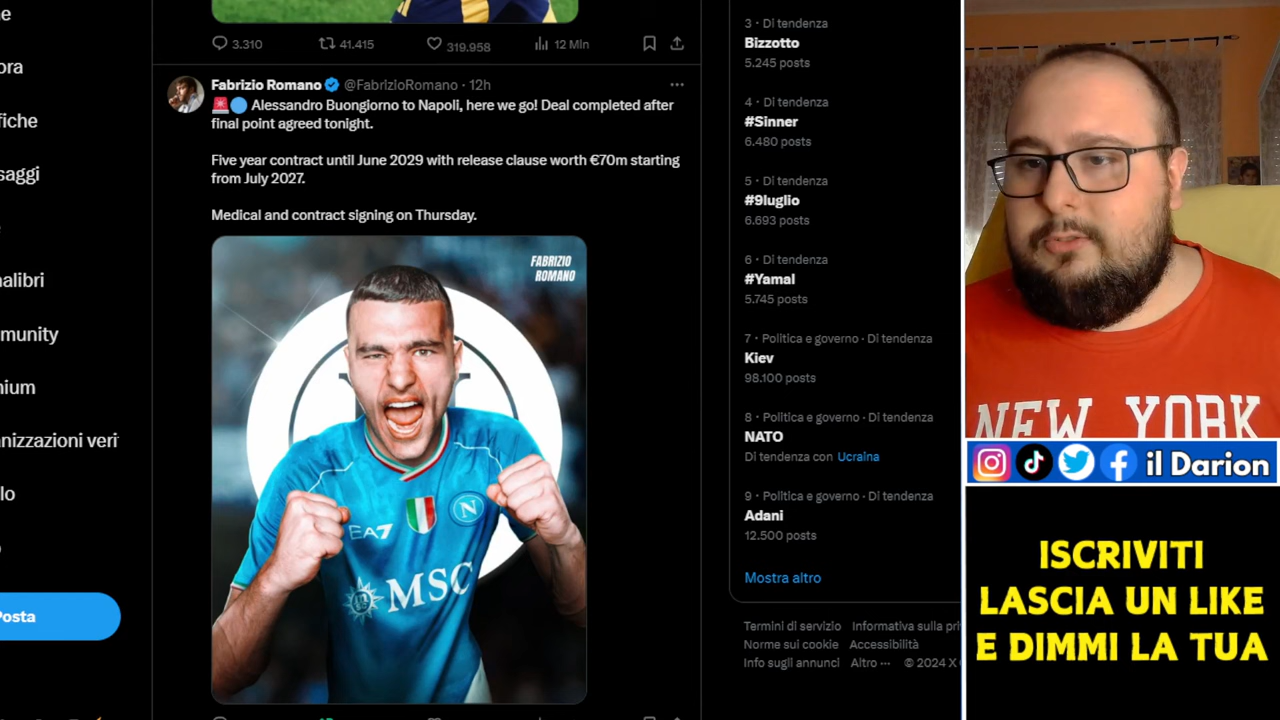 he
ora
fiche
saggi
nalibri
mmunity
mium
nizzazioni veri
lo
Posta
3.310
41.415
319.958
12 Mln
Fabrizio Romano @FabrizioRomano · 12h
Alessandro Buongiorno to Napoli, here we go! Deal completed after
final point agreed tonight.
Five year contract until June 2029 with release clause worth €70m starting
from July 2027.
Medical and contract signing on Thursday.
FABRIZIO
ROMANO
EA7
N
MSC
3 · Di tendenza
Bizzotto
5.245 posts
4 · Di tendenza
#Sinner
6.480 posts
5 · Di tendenza
#9luglio
6.693 posts
6 · Di tendenza
#Yamal
5.745 posts
7 · Politica e governo · Di tendenza
Kiev
98.100 posts
8 · Politica e governo · Di tendenza
NATO
Di tendenza con Ucraina
9 · Politica e governo · Di tendenza
Adani
12.500 posts
Mostra altro
Termini di servizio Informativa sulla pri
Norme sui cookie Accessibilità
Info sugli annunci Altro ··· © 2024 X
NEW YORK
il Darion
ISCRIVITI
LASCIA UN LIKE
E DIMMI LA TUA